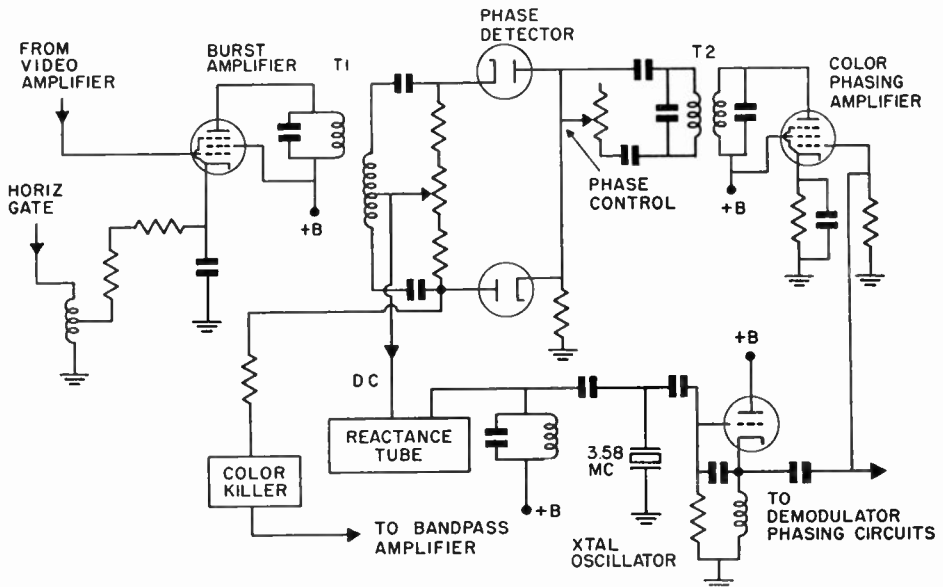 PHASE
DETECTOR
FROM
VIDEO
AMPLIFIER
BURST
AMPLIFIER
T1
T2
COLOR
PHASING
AMPLIFIER
HORIZ
GATE
+B
PHASE
CONTROL
+B
DC
+B
REACTANCE
TUBE
3.58
MC
COLOR
KILLER
+B
TO
DEMODULATOR
PHASING CIRCUITS
TO BANDPASS
AMPLIFIER
XTAL
OSCILLATOR